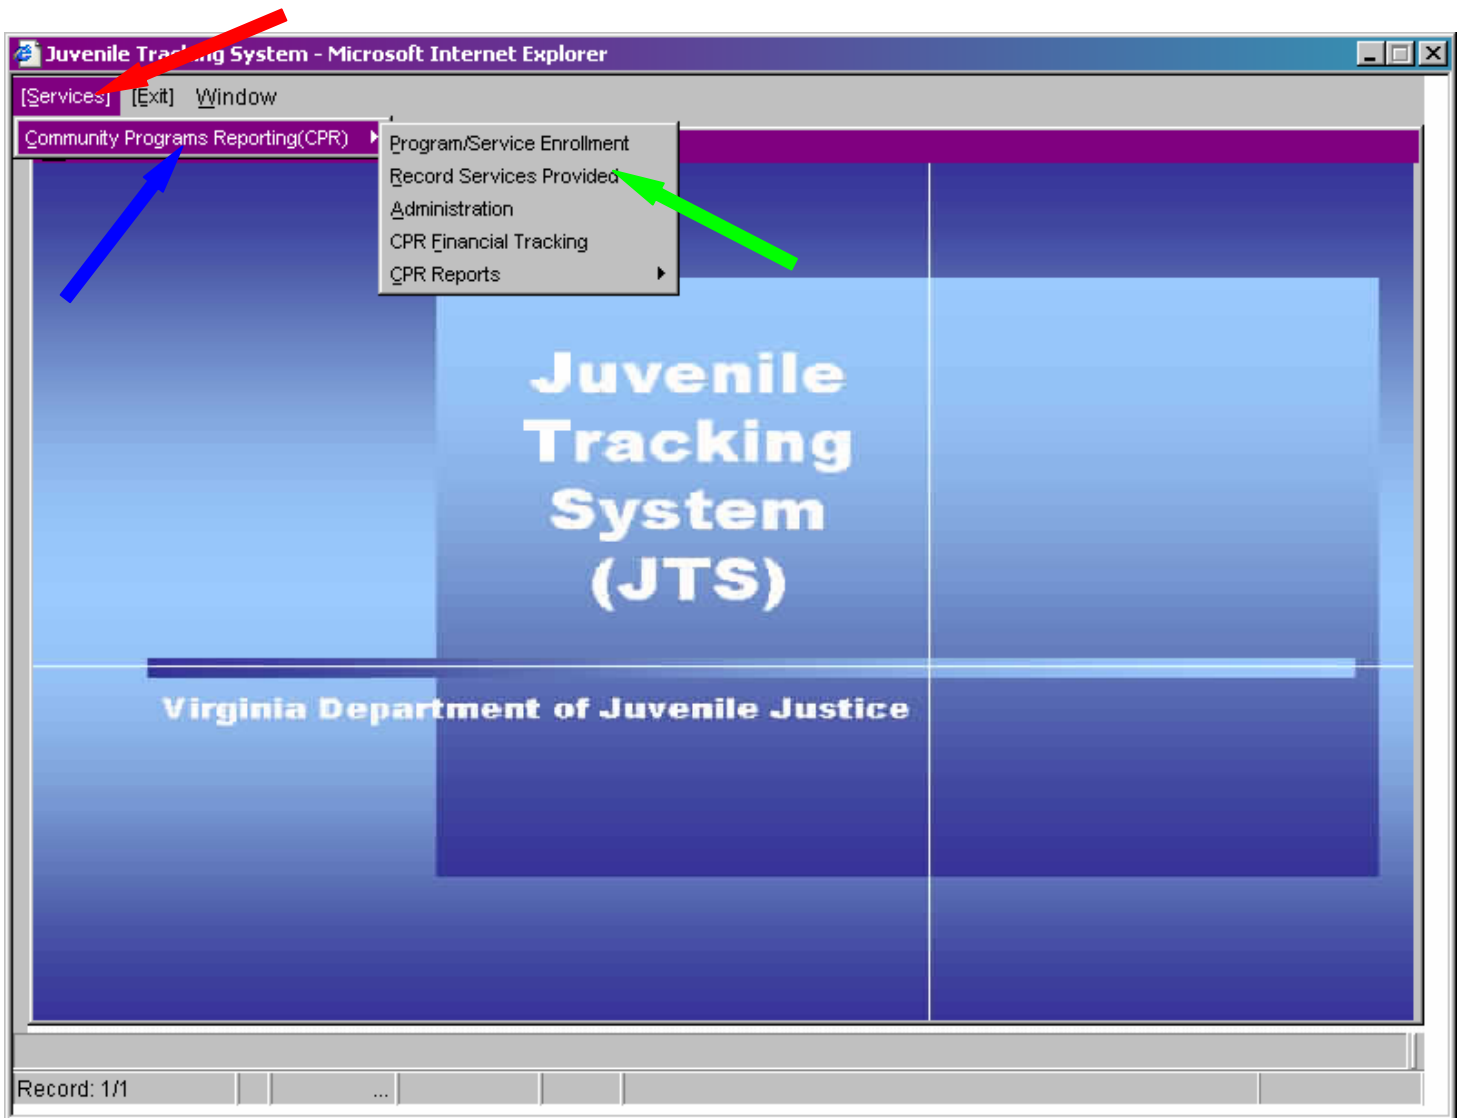 Juvenile Tracking System - Microsoft Internet Explorer
[Services] [Exit] Window
Community Programs Reporting(CPR)
Program/Service Enrollment
Record Services Provided
Administration
CPR Financial Tracking
CPR Reports
Juvenile
Tracking
System
(JTS)
Virginia Department of Juvenile Justice
Record: 1/1
...